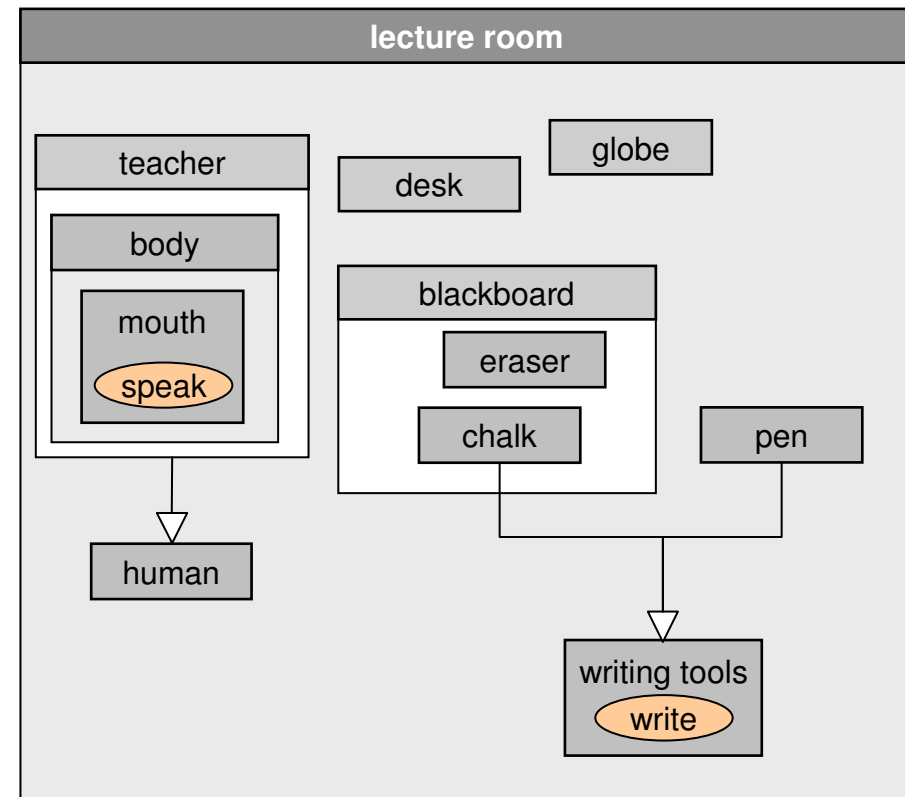 lecture room
teacher
globe
desk
body
blackboard
mouth
eraser
speak
chalk
pen
human
writing tools
write